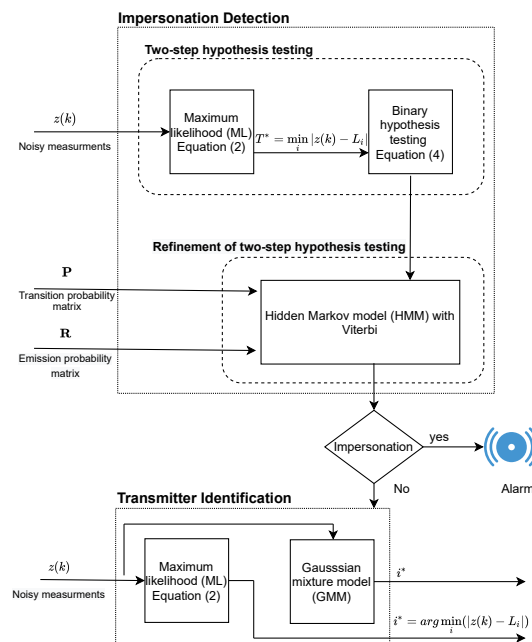 Impersonation Detection
Two-step hypothesis testing
z(k)
Noisy measurments
Maximum
likelihood (ML)
Equation (2)
T* = min_i |z(k) − L_i|
Binary
hypothesis
testing
Equation (4)
Refinement of two-step hypothesis testing
P
Transition probability
matrix
R
Emission probability
matrix
Hidden Markov model (HMM) with
Viterbi
Impersonation
yes
Alarm
No
Transmitter Identification
z(k)
Noisy measurments
Maximum
likelihood (ML)
Equation (2)
Gausssian
mixture model
(GMM)
i*
i* = arg min_i(|z(k) − L_i|)